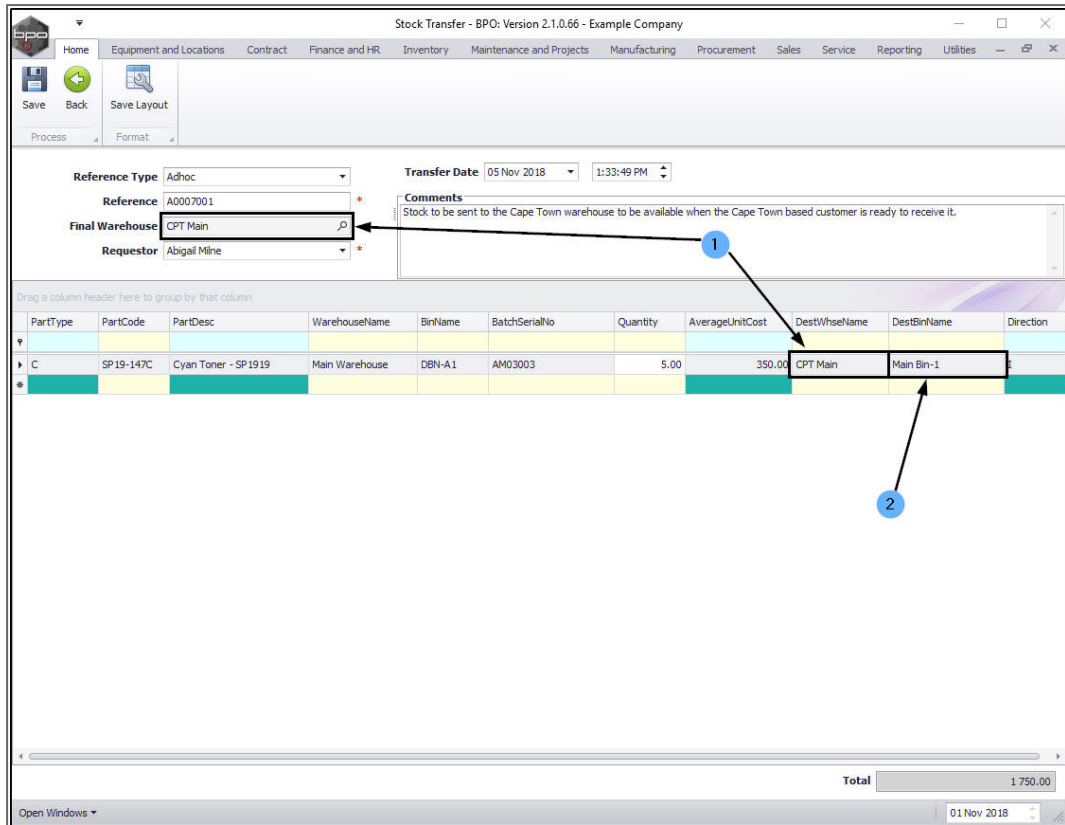 Stock Transfer - BPO: Version 2.1.0.66 - Example Company
bpo
Home Equipment and Locations Contract Finance and HR Inventory Maintenance and Projects Manufacturing Procurement Sales Service Reporting Utilities
Save Back Save Layout
Process Format
Reference Type Adhoc
Transfer Date 05 Nov 2018 1:33:49 PM
Reference A0007001 *
Comments
Stock to be sent to the Cape Town warehouse to be available when the Cape Town based customer is ready to receive it.
Final Warehouse CPT Main
1
Requestor Abigail Milne *
Drag a column header here to group by that column
PartType PartCode PartDesc WarehouseName BinName BatchSerialNo Quantity AverageUnitCost DestWhseName DestBinName Direction
C SP19-147C Cyan Toner - SP1919 Main Warehouse DBN-A1 AM03003 5.00 350.00 CPT Main Main Bin-1 I
2
Total 1 750.00
Open Windows 01 Nov 2018